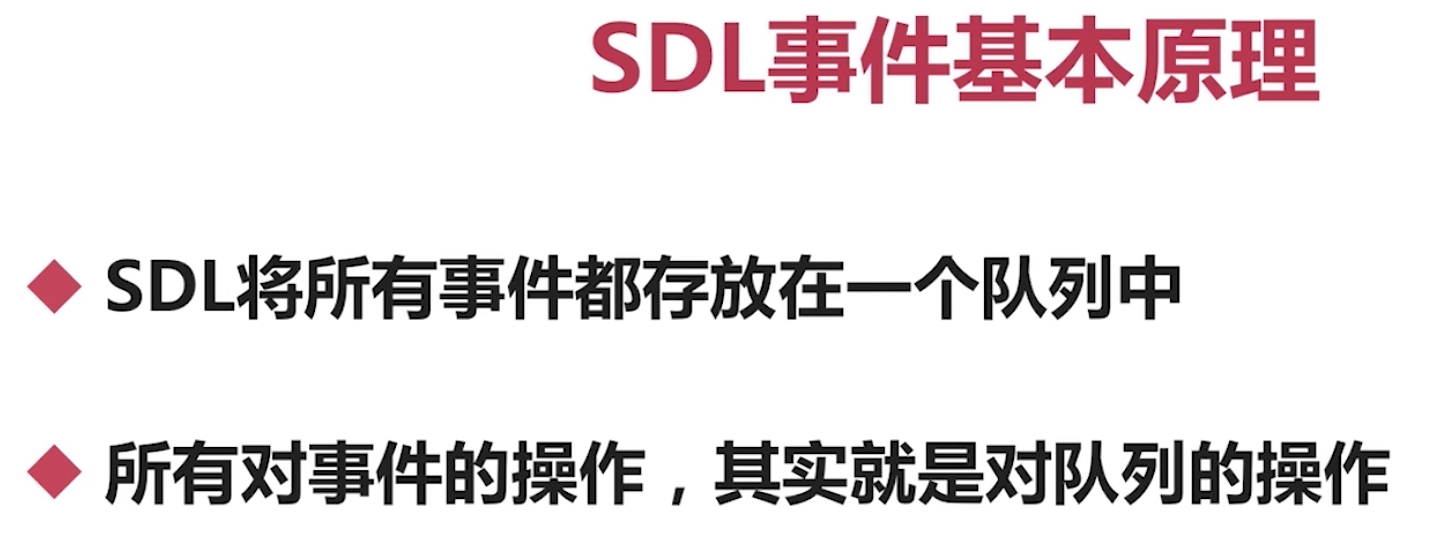 SDL事件基本原理
SDL将所有事件都存放在一个队列中
所有对事件的操作，其实就是对队列的操作